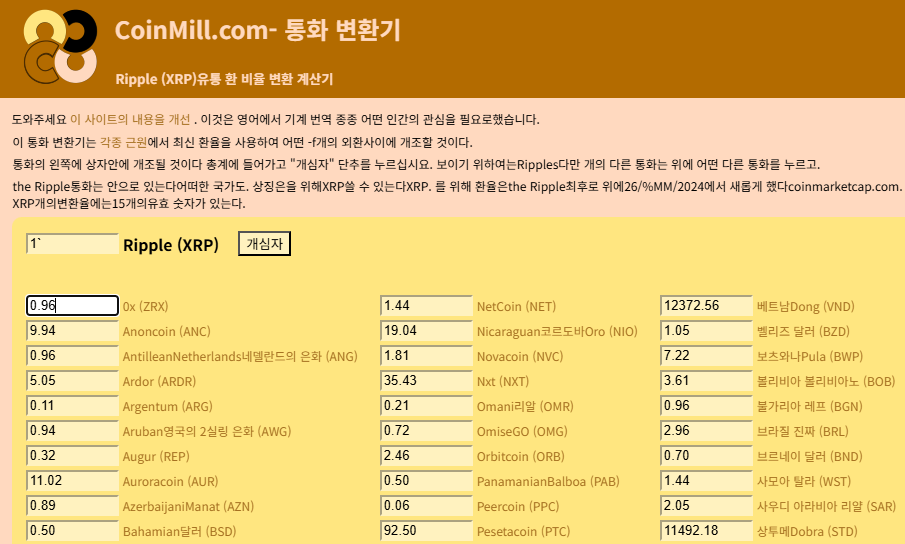 CoinMill.com- 통화 변환기
Ripple (XRP)유통 환 비율 변환 계산기
도와주세요 이 사이트의 내용을 개선 . 이것은 영어에서 기계 번역 종종 어떤 인간의 관심을 필요로했습니다.
이 통화 변환기는 각종 근원에서 최신 환율을 사용하여 어떤 -f개의 외환사이에 개조할 것이다.
통화의 왼쪽에 상자안에 개조될 것이다 총계에 들어가고 "개심자" 단추를 누르십시요. 보이기 위하여는Ripples다만 개의 다른 통화는 위에 어떤 다른 통화를 누르고.
the Ripple통화는 안으로 있는다어떠한 국가도. 상징은을 위해XRP쓸 수 있는다XRP. 를 위해 환율은the Ripple최후로 위에26/%MM/2024에서 새롭게 했다coinmarketcap.com.
XRP개의변환율에는15개의유효 숫자가 있는다.
1` Ripple (XRP) 개심자
0.96 0x (ZRX) 1.44 NetCoin (NET) 12372.56 베트남Dong (VND)
9.94 Anoncoin (ANC) 19.04 Nicaraguan코르도바Oro (NIO) 1.05 벨리즈 달러 (BZD)
0.96 AntilleanNetherlands네델란드의 은화 (ANG) 1.81 Novacoin (NVC) 7.22 보츠와나Pula (BWP)
5.05 Ardor (ARDR) 35.43 Nxt (NXT) 3.61 볼리비아 볼리비아노 (BOB)
0.11 Argentum (ARG) 0.21 Omani리알 (OMR) 0.96 불가리아 레프 (BGN)
0.94 Aruban영국의 2실링 은화 (AWG) 0.72 OmiseGO (OMG) 2.96 브라질 진짜 (BRL)
0.32 Augur (REP) 2.46 Orbitcoin (ORB) 0.70 브르네이 달러 (BND)
11.02 Auroracoin (AUR) 0.50 PanamanianBalboa (PAB) 1.44 사모아 탈라 (WST)
0.89 AzerbaijaniManat (AZN) 0.06 Peercoin (PPC) 2.05 사우디 아라비아 리얄 (SAR)
0.50 Bahamian달러 (BSD) 92.50 Pesetacoin (PTC) 11492.18 상투메Dobra (STD)